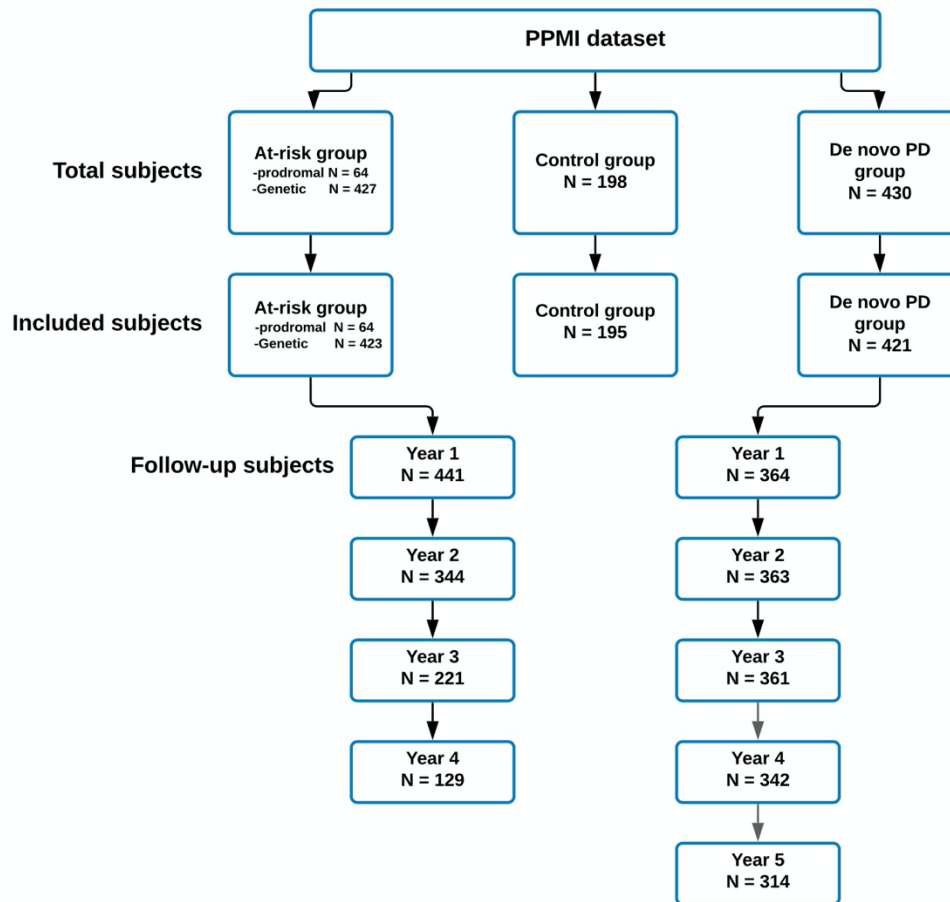 PPMI dataset
Total subjects
At-risk group
-prodromal N = 64
-Genetic N = 427
Control group
N = 198
De novo PD
group
N = 430
Included subjects
At-risk group
-prodromal N = 64
-Genetic N = 423
Control group
N = 195
De novo PD
group
N = 421
Follow-up subjects
Year 1
N = 441
Year 1
N = 364
Year 2
N = 344
Year 2
N = 363
Year 3
N = 221
Year 3
N = 361
Year 4
N = 129
Year 4
N = 342
Year 5
N = 314